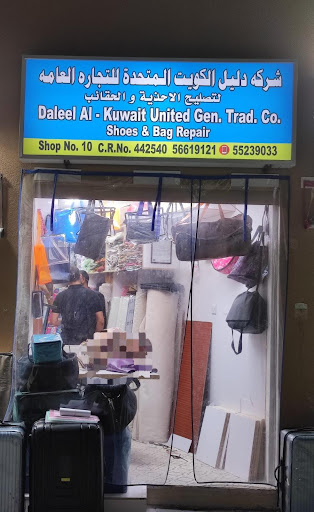 شركه دليل الكويت المتحدة للتجاره العامه
لتصليح الاحذية و الحقائب
Daleel Al - Kuwait United Gen. Trad. Co.
Shoes & Bag Repair
Shop No. 10 C.R.No. 442540 56619121 55239033